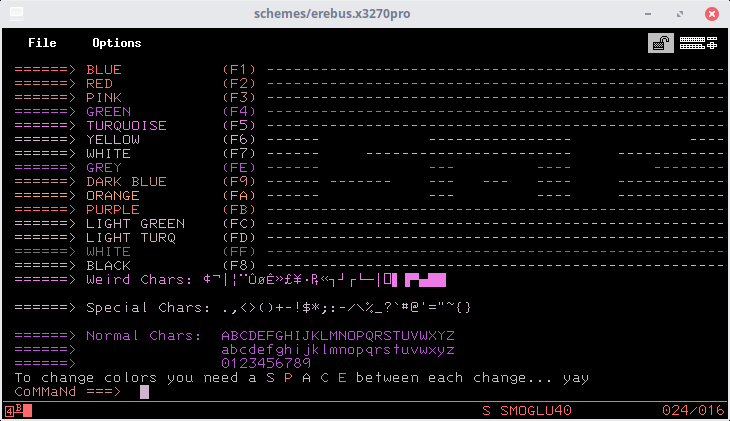 schemes/erebus.x3270pro
File Options
======> BLUE (F1) -------------------------------------------
======> RED (F2) -------------------------------------------
======> PINK (F3) -------------------------------------------
======> GREEN (F4) -------------------------------------------
======> TURQUOISE (F5) -------------------------------------------
======> YELLOW (F6) ------ --- ---
======> WHITE (F7) ----- -------------------- ------------
======> GREY (FE) ----- ------------ -------- ------
======> DARK BLUE (F9) ------ ---- --- --- ---
======> ORANGE (FA) ------ --- ---
======> PURPLE (FB) -------------------------------------------
======> LIGHT GREEN (FC) -------------------------------------------
======> LIGHT TURQ (FD) -------------------------------------------
======> WHITE (FF) -------------------------------------------
======> BLACK (F8) -------------------------------------------
======> Weird Chars: ¢¬|¦¨ÛøÊ»£¥·₧«┐┘┌└─│
======> Special Chars: .,<>()+-!$*;:-/\%_?`#@'="~{}
======> Normal Chars: ABCDEFGHIJKLMNOPQRSTUVWXYZ
======> abcdefghijklmnopqrstuvwxyz
======> 0123456789
To change colors you need a S P A C E between each change... yay
CoMMaNd ===>
4 B S SMOGLU40 024/016